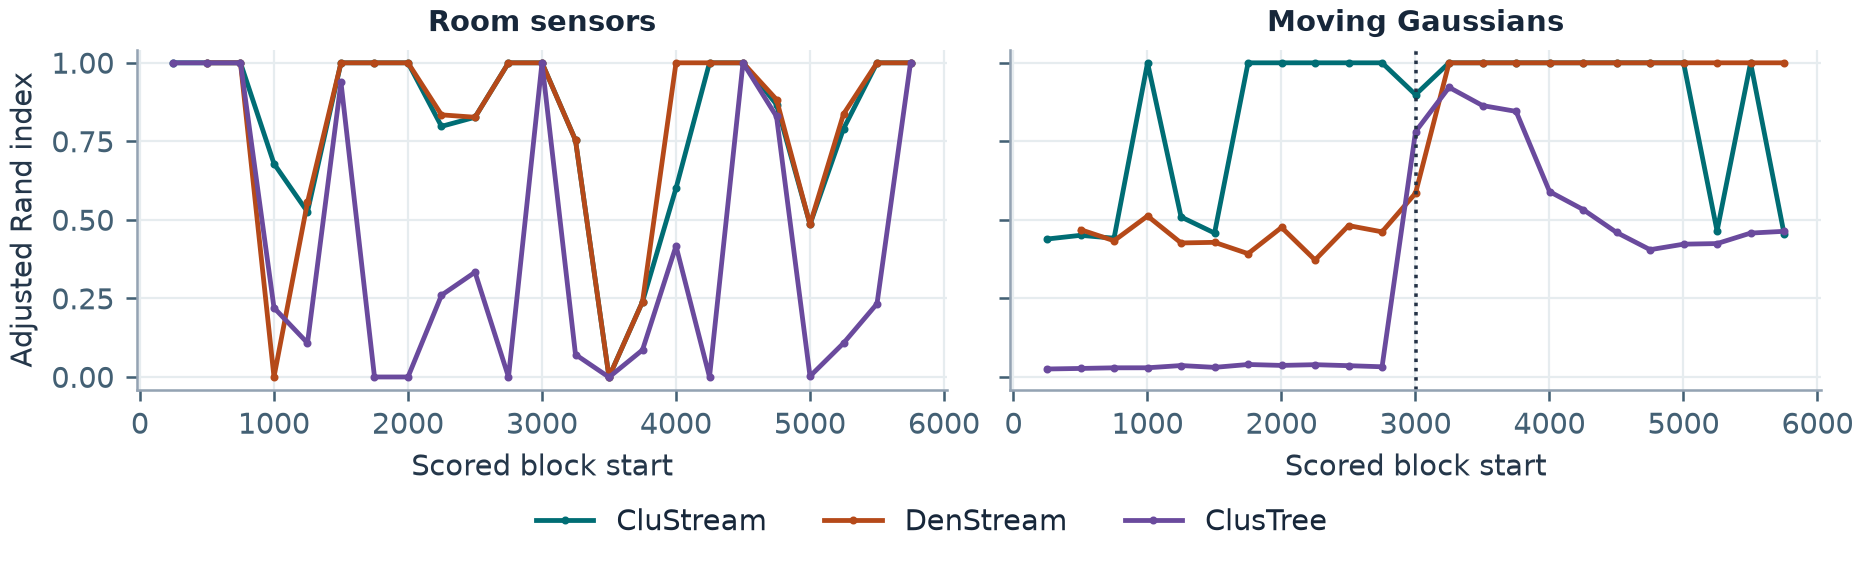 Room sensors
Moving Gaussians
Adjusted Rand index
1.00
0.75
0.50
0.25
0.00
0 1000 2000 3000 4000 5000 6000
0 1000 2000 3000 4000 5000 6000
Scored block start
Scored block start
CluStream DenStream ClusTree